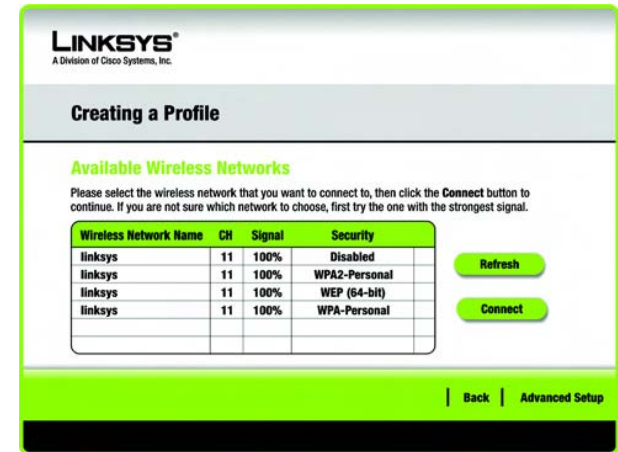 LINKSYS®
A Division of Cisco Systems, Inc.
Creating a Profile
Available Wireless Networks
Please select the wireless network that you want to connect to, then click the Connect button to
continue. If you are not sure which network to choose, first try the one with the strongest signal.
Wireless Network Name CH Signal Security
linksys 11 100% Disabled
linksys 11 100% WPA2-Personal
linksys 11 100% WEP (64-bit)
linksys 11 100% WPA-Personal
Refresh
Connect
Back Advanced Setup